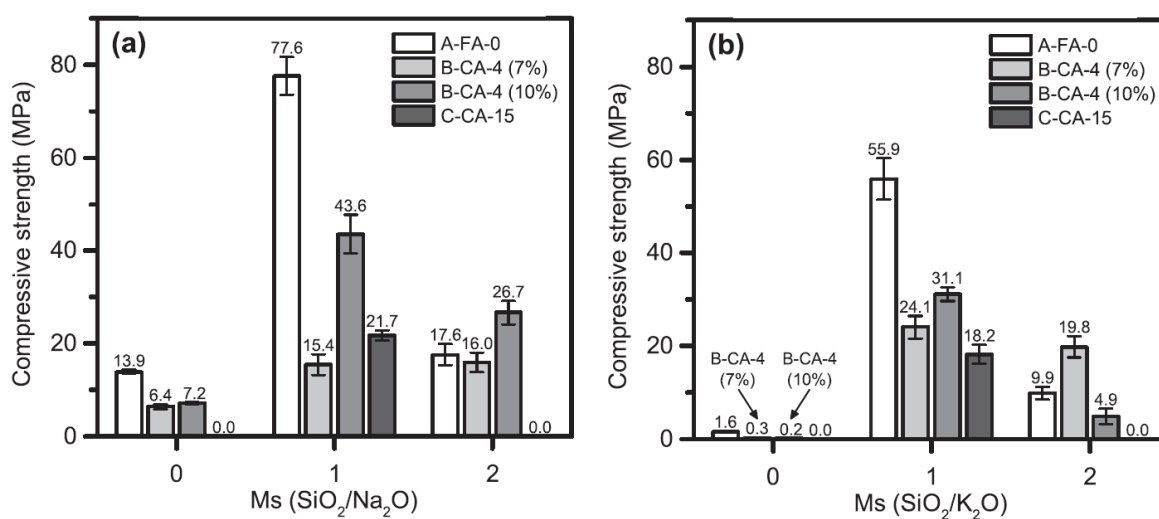 (a)
A-FA-0
B-CA-4 (7%)
B-CA-4 (10%)
C-CA-15
Compressive strength (MPa)
80
60
40
20
0
13.9
6.4
7.2
0.0
77.6
15.4
43.6
21.7
17.6
16.0
26.7
0.0
0
1
2
Ms (SiO₂/Na₂O)
(b)
A-FA-0
B-CA-4 (7%)
B-CA-4 (10%)
C-CA-15
Compressive strength (MPa)
80
60
40
20
0
B-CA-4
(7%)
B-CA-4
(10%)
1.6
0.3
0.2
0.0
55.9
24.1
31.1
18.2
9.9
19.8
4.9
0.0
0
1
2
Ms (SiO₂/K₂O)